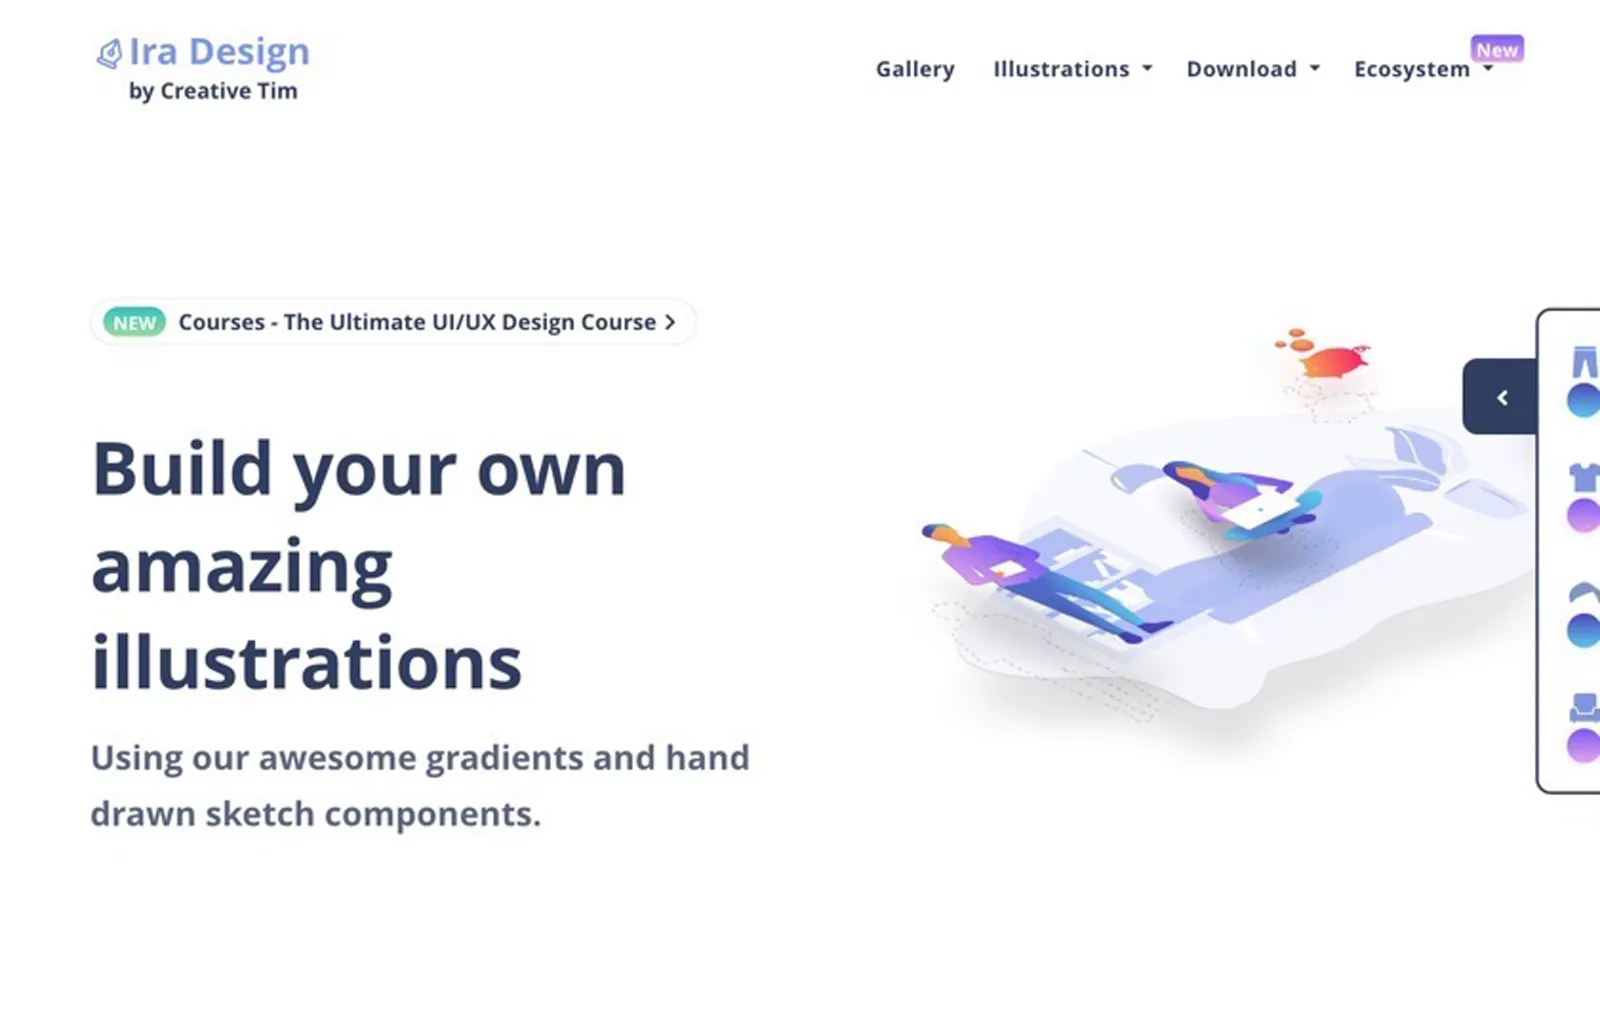 Ira Design
by Creative Tim
Gallery
Illustrations
Download
Ecosystem
New
NEW Courses - The Ultimate UI/UX Design Course
Build your own
amazing
illustrations
Using our awesome gradients and hand
drawn sketch components.